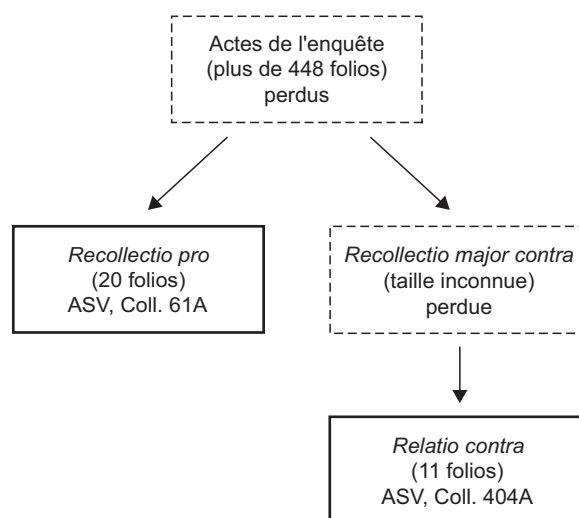 Actes de l'enquête
(plus de 448 folios)
perdus
Recollectio pro
(20 folios)
ASV, Coll. 61A
Recollectio major contra
(taille inconnue)
perdue
Relatio contra
(11 folios)
ASV, Coll. 404A